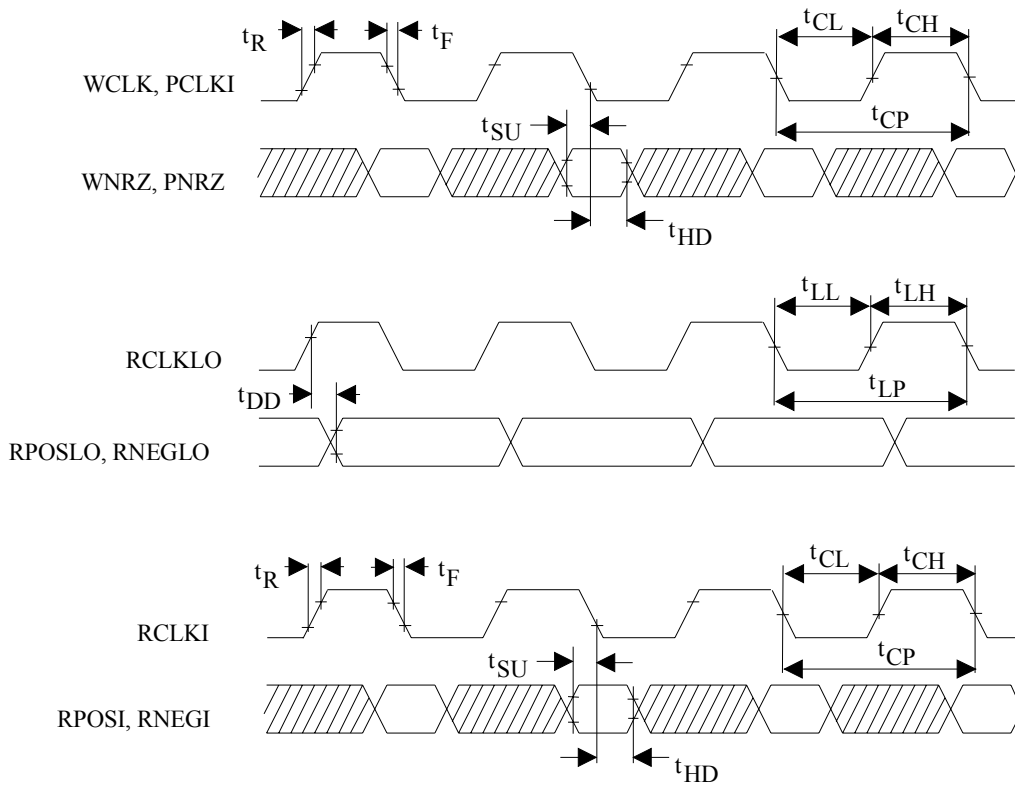 tR tF tCL tCH
WCLK, PCLKI
tSU tCP
WNRZ, PNRZ
tHD
tLL tLH
RCLKLO
tDD tLP
RPOSLO, RNEGLO
tR tF tCL tCH
RCLKI
tSU tCP
RPOSI, RNEGI
tHD